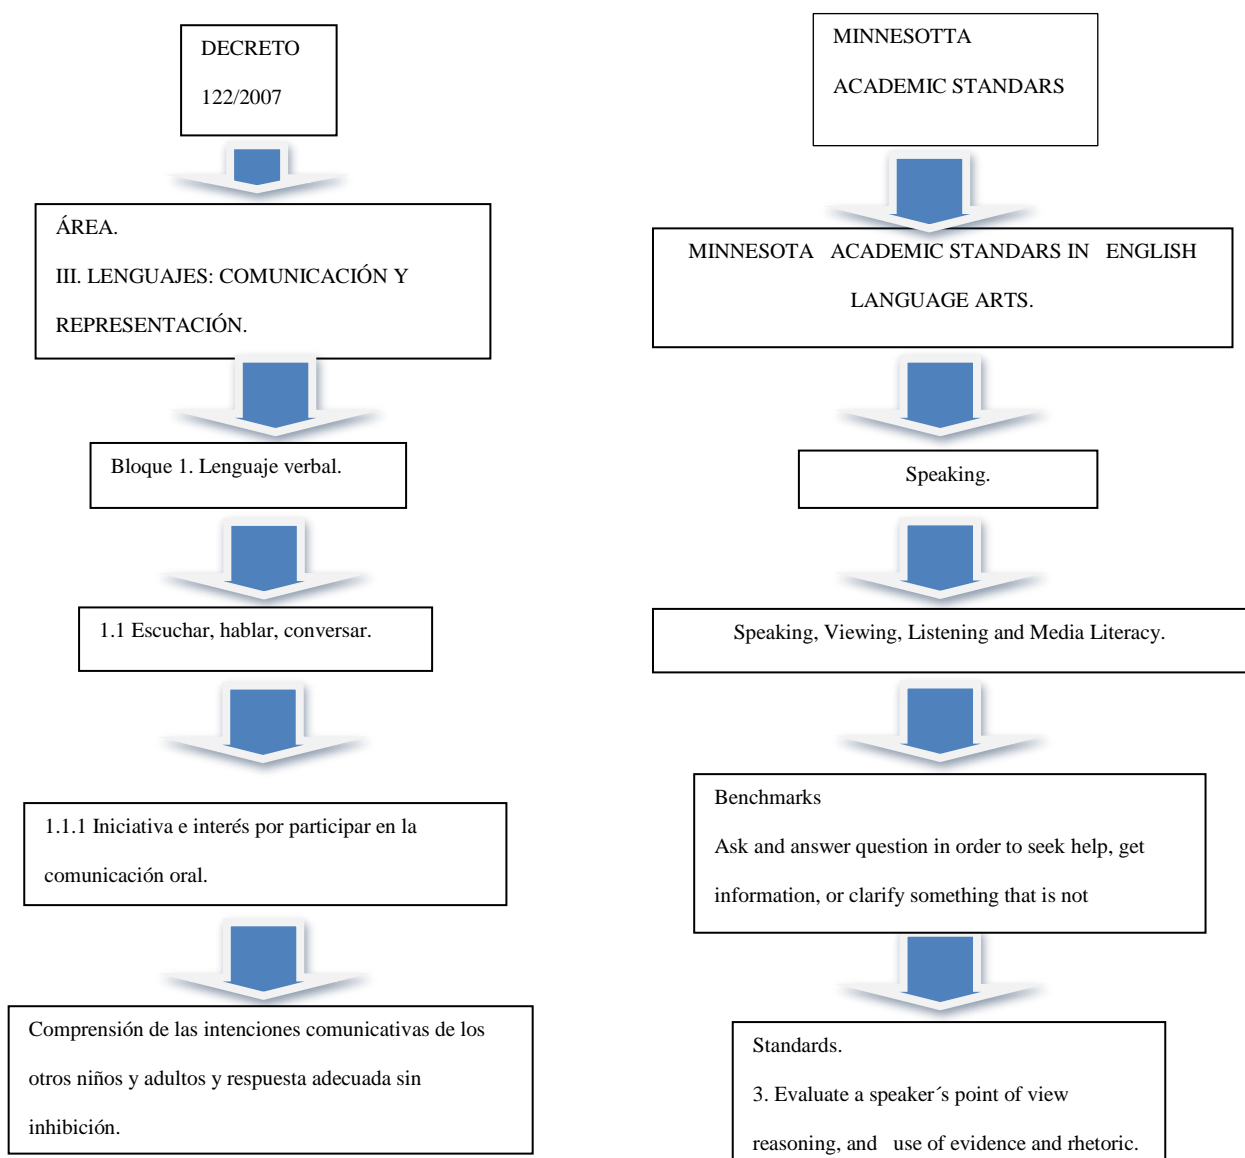 DECRETO
122/2007
ÁREA.
III. LENGUAJES: COMUNICACIÓN Y
REPRESENTACIÓN.
Bloque 1. Lenguaje verbal.
1.1 Escuchar, hablar, conversar.
1.1.1 Iniciativa e interés por participar en la
comunicación oral.
Comprensión de las intenciones comunicativas de los
otros niños y adultos y respuesta adecuada sin
inhibición.
MINNESOTTA
ACADEMIC STANDARS
MINNESOTA ACADEMIC STANDARS IN ENGLISH
LANGUAGE ARTS.
Speaking.
Speaking, Viewing, Listening and Media Literacy.
Benchmarks
Ask and answer question in order to seek help, get
information, or clarify something that is not
Standards.
3. Evaluate a speaker´s point of view
reasoning, and use of evidence and rhetoric.